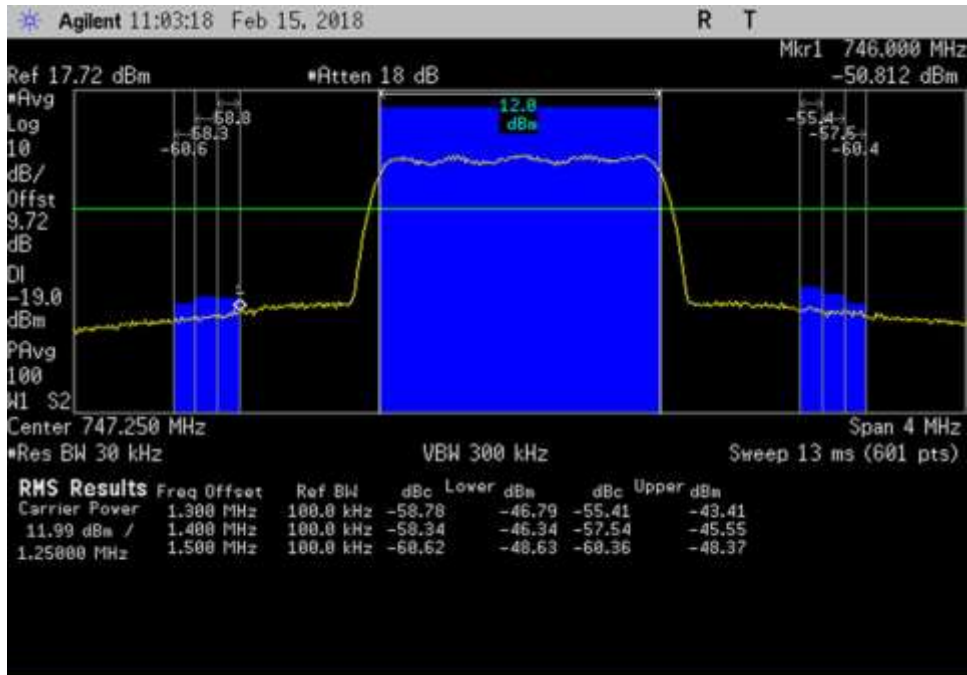 Agilent 11:03:18 Feb 15, 2018 R T
Mkr1 746.000 MHz
Ref 17.72 dBm #Atten 18 dB -50.812 dBm
#Avg
Log
10
dB/
Offst
9.72
dB
DI
-19.0
dBm
PAvg
100
W1 S2
12.0
dBm
-58.8
-58.3
-60.6
-55.4
-57.5
-60.4
1
Center 747.250 MHz Span 4 MHz
#Res BW 30 kHz VBW 300 kHz Sweep 13 ms (601 pts)
RMS Results Freq Offset Ref BW dBc Lower dBm dBc Upper dBm
Carrier Power 1.300 MHz 100.0 kHz -58.78 -46.79 -55.41 -43.41
11.99 dBm / 1.400 MHz 100.0 kHz -58.34 -46.34 -57.54 -45.55
1.25000 MHz 1.500 MHz 100.0 kHz -60.62 -48.63 -60.36 -48.37